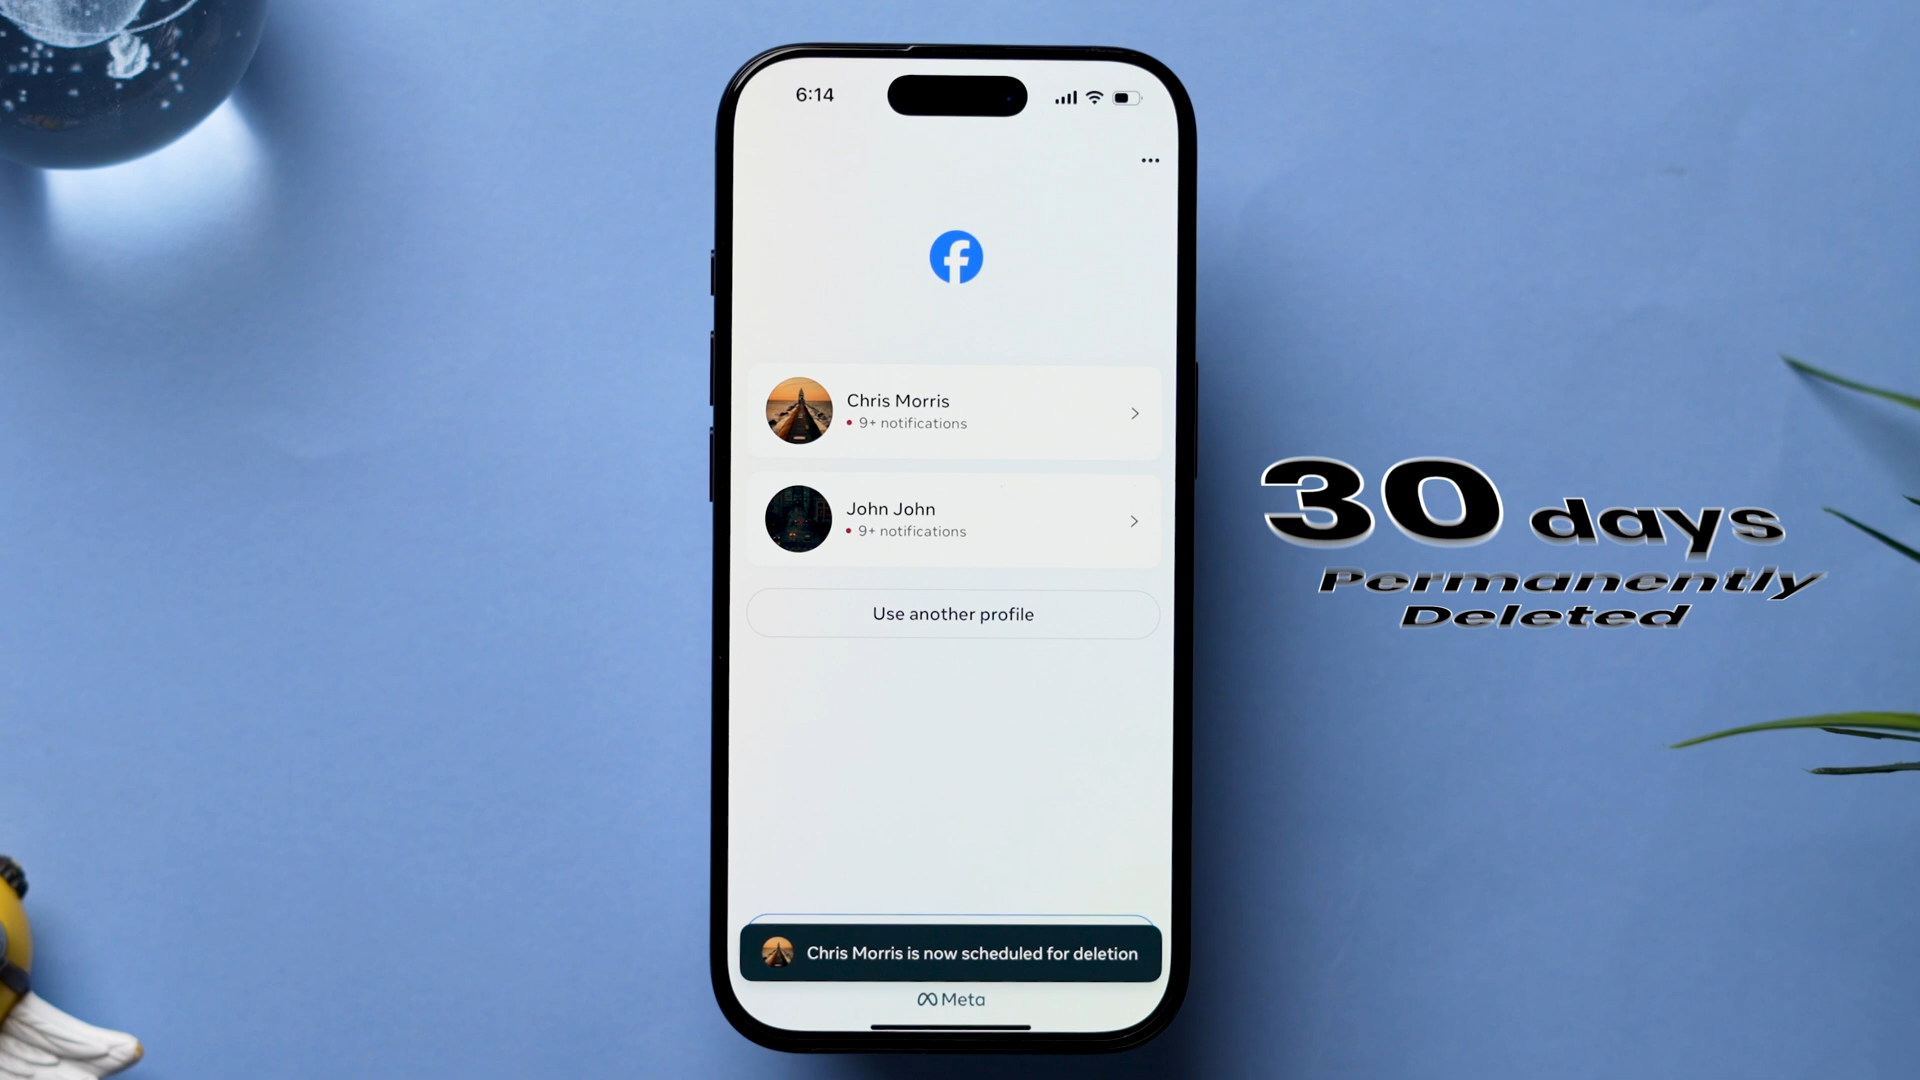 6:14
Chris Morris
9+ notifications
John John
9+ notifications
Use another profile
Chris Morris is now scheduled for deletion
Meta
30 days
Permanently
Deleted